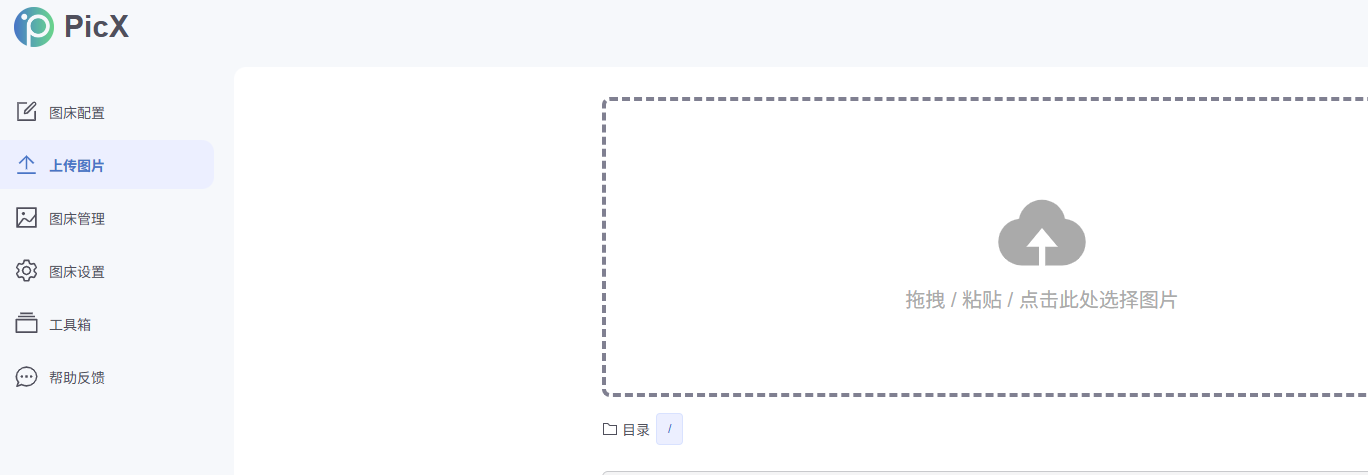 PicX
图床配置
上传图片
图床管理
图床设置
工具箱
帮助反馈
拖拽 / 粘贴 / 点击此处选择图片
目录 /